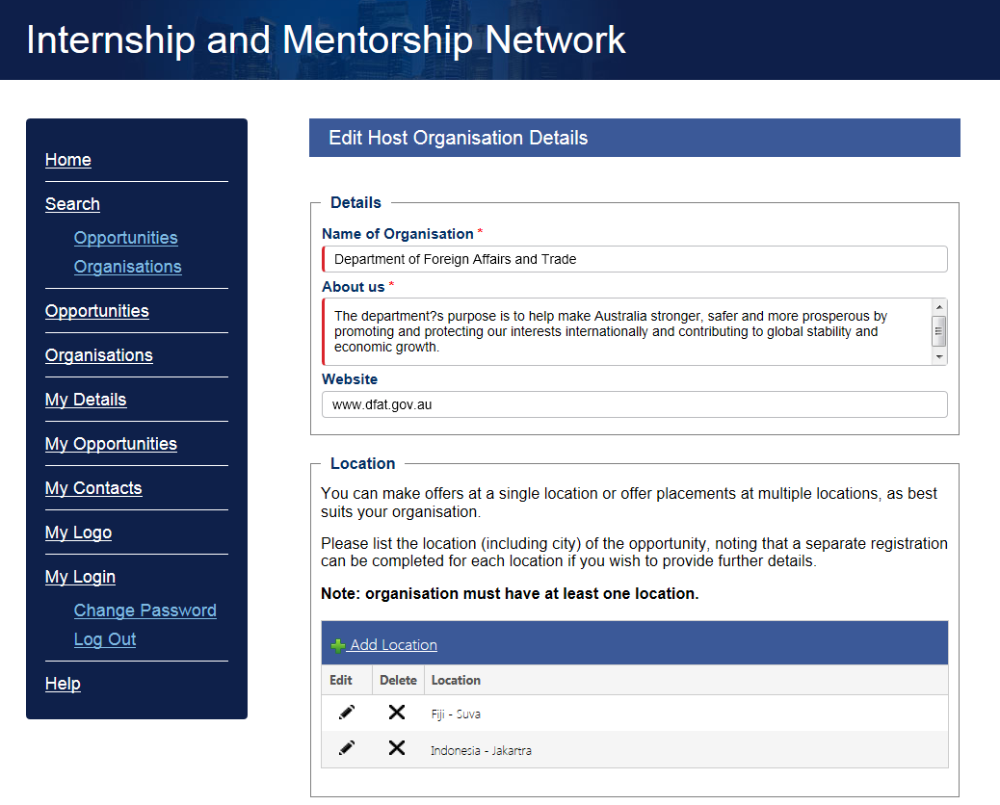 Internship and Mentorship Network
Home
Search
Opportunities
Organisations
Opportunities
Organisations
My Details
My Opportunities
My Contacts
My Logo
My Login
Change Password
Log Out
Help
Edit Host Organisation Details
Details
Name of Organisation *
Department of Foreign Affairs and Trade
About us *
The department?s purpose is to help make Australia stronger, safer and more prosperous by
promoting and protecting our interests internationally and contributing to global stability and
economic growth.
Website
www.dfat.gov.au
Location
You can make offers at a single location or offer placements at multiple locations, as best
suits your organisation.
Please list the location (including city) of the opportunity, noting that a separate registration
can be completed for each location if you wish to provide further details.
Note: organisation must have at least one location.
Add Location
Edit Delete Location
Fiji - Suva
Indonesia - Jakartra